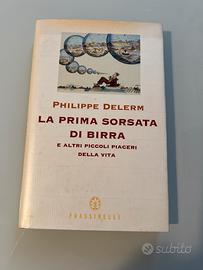 PHILIPPE DELERM
LA PRIMA SORSATA
DI BIRRA
E ALTRI PICCOLI PIACERI
DELLA VITA
FRASSINELLI
subito